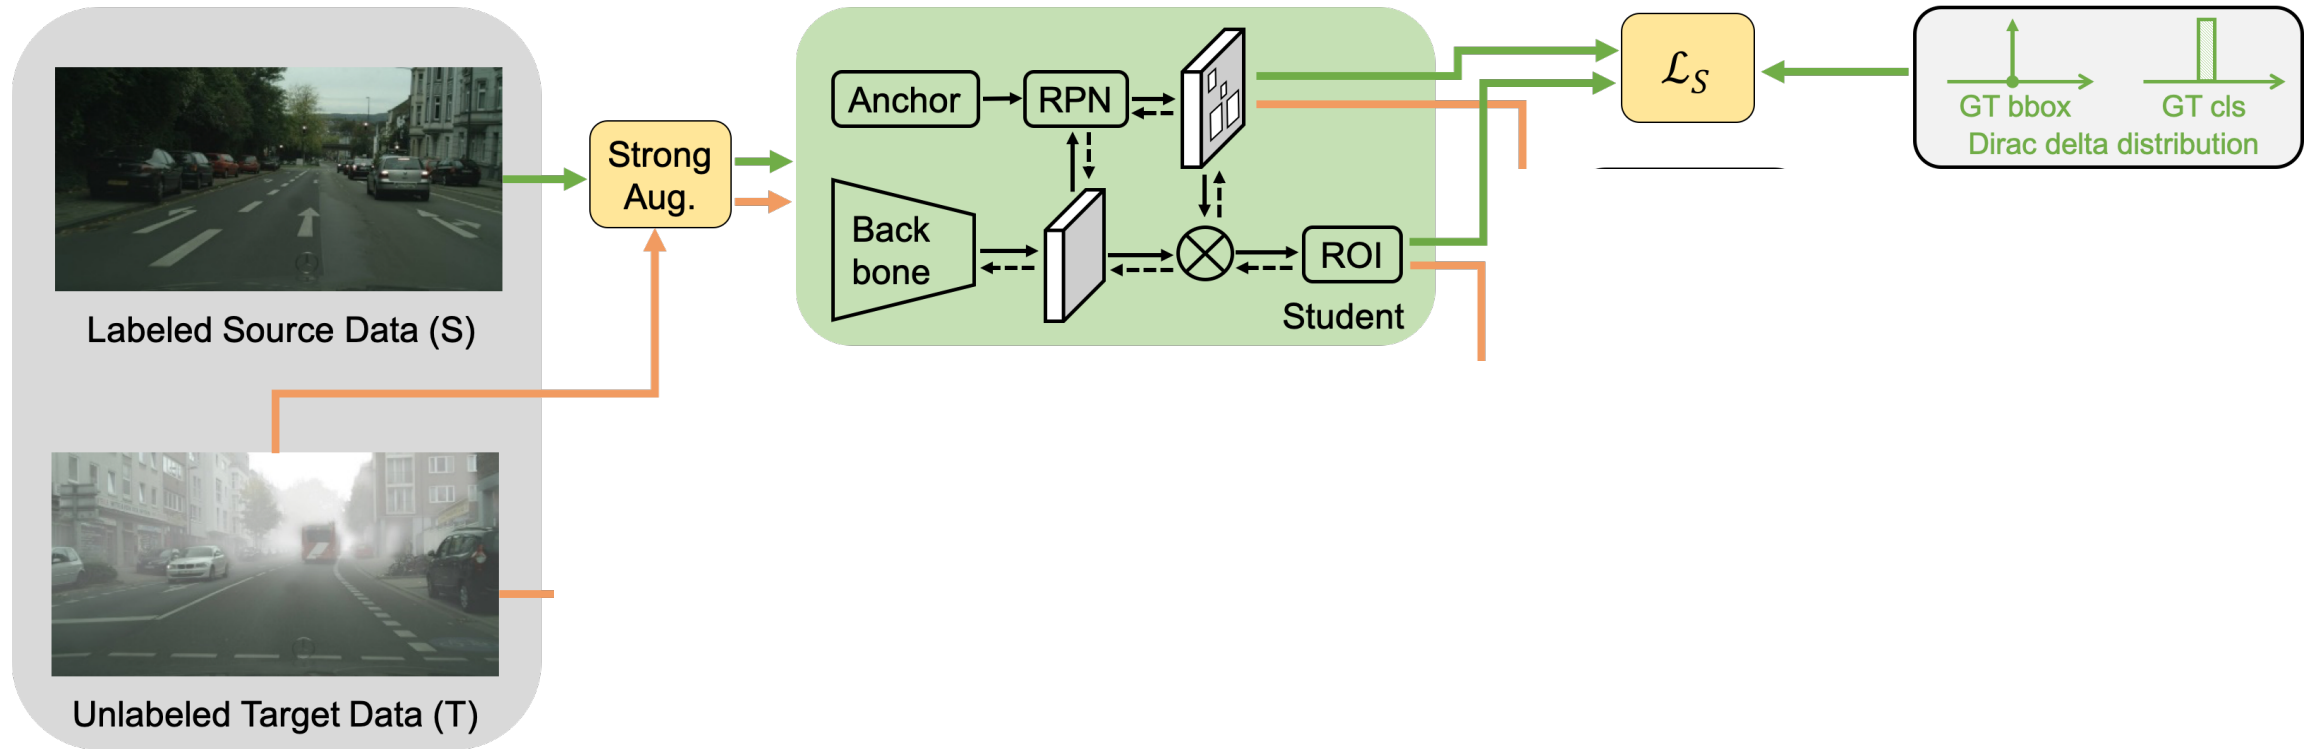 Labeled Source Data (S)
Unlabeled Target Data (T)
Strong
Aug.
Anchor
RPN
Back
bone
ROI
Student
ℒ_S
GT bbox
GT cls
Dirac delta distribution